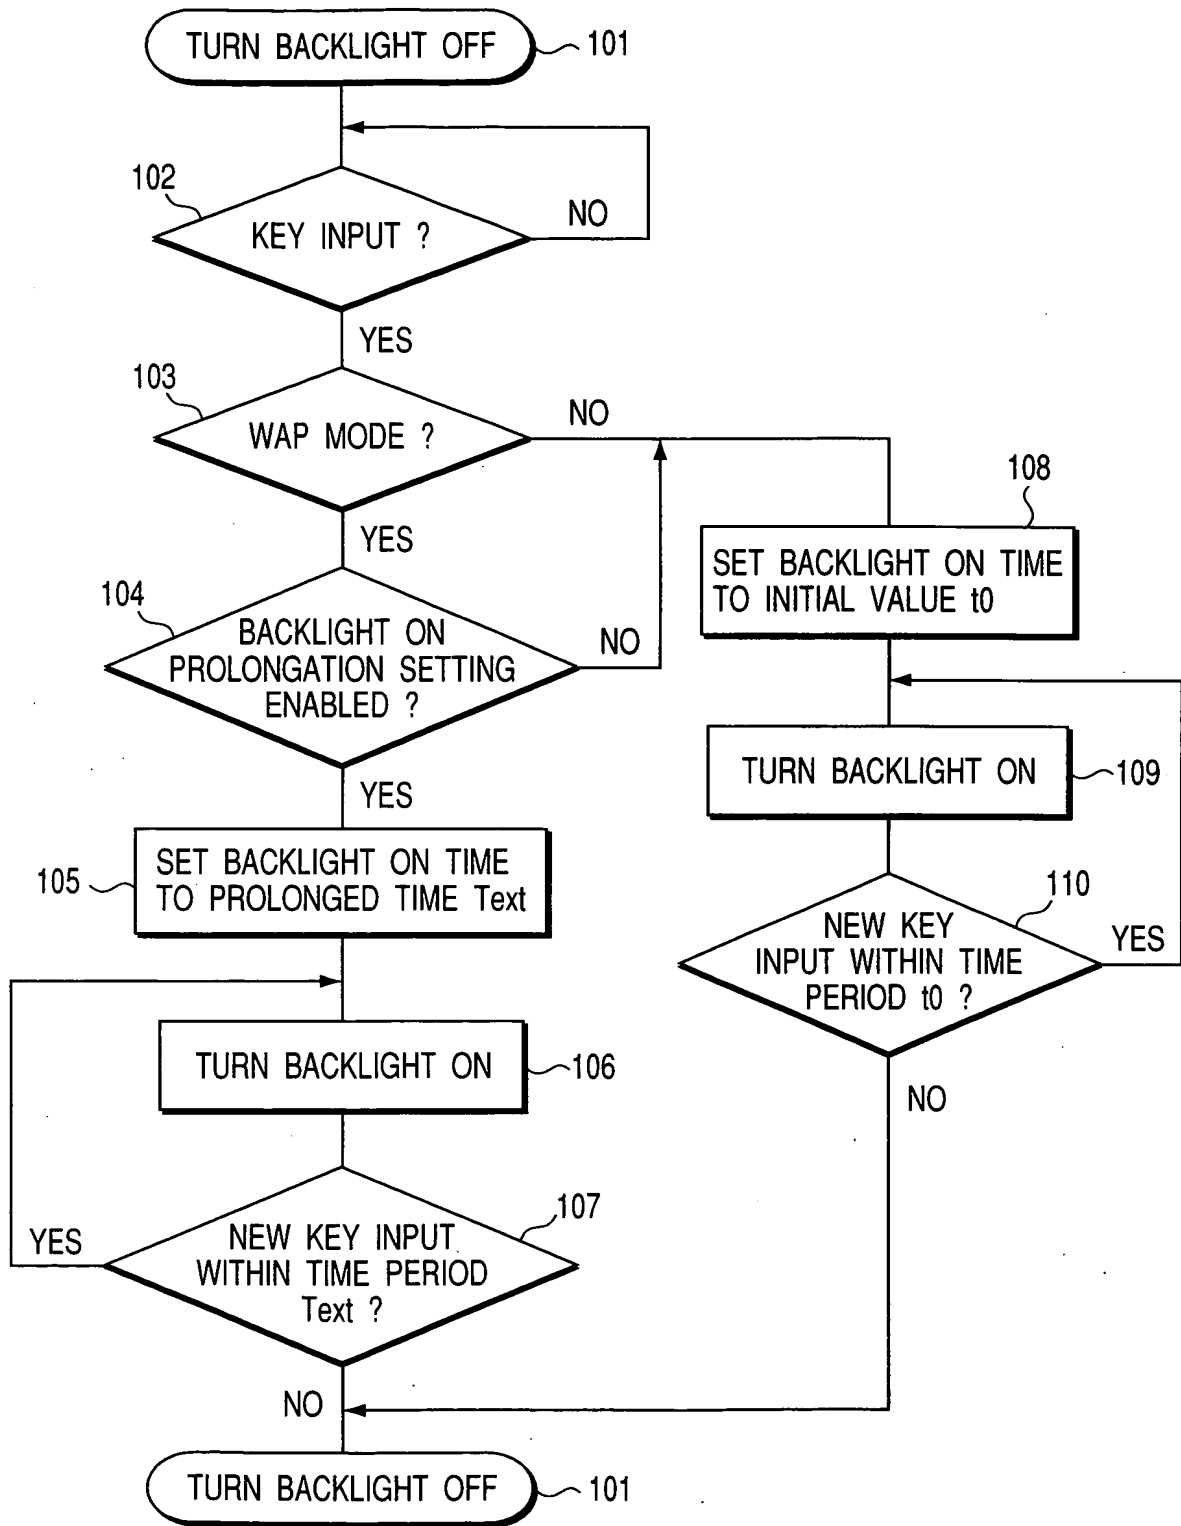 TURN BACKLIGHT OFF
101
102
KEY INPUT ?
NO
YES
103
WAP MODE ?
NO
YES
104
BACKLIGHT ON
PROLONGATION SETTING
ENABLED ?
NO
YES
105
SET BACKLIGHT ON TIME
TO PROLONGED TIME Text
TURN BACKLIGHT ON
106
107
NEW KEY INPUT
WITHIN TIME PERIOD
Text ?
YES
NO
108
SET BACKLIGHT ON TIME
TO INITIAL VALUE t0
TURN BACKLIGHT ON
109
110
NEW KEY
INPUT WITHIN TIME
PERIOD t0 ?
YES
NO
TURN BACKLIGHT OFF
101